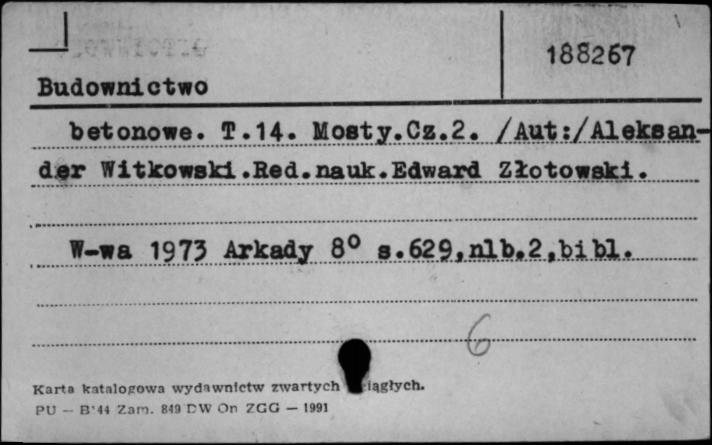 188267
Budownictwo
betonowe. T.14. Mosty.Cz.2. /Aut:/Aleksan-
der Witkowski.Red.nauk.Edward Złotowski.
W-wa 1973 Arkady 8° s.629,nlb.2,bibl.
6
Karta katalogowa wydawnictw zwartych iągłych.
PU — B'44 Zam. 849 DW On ZGG — 1991